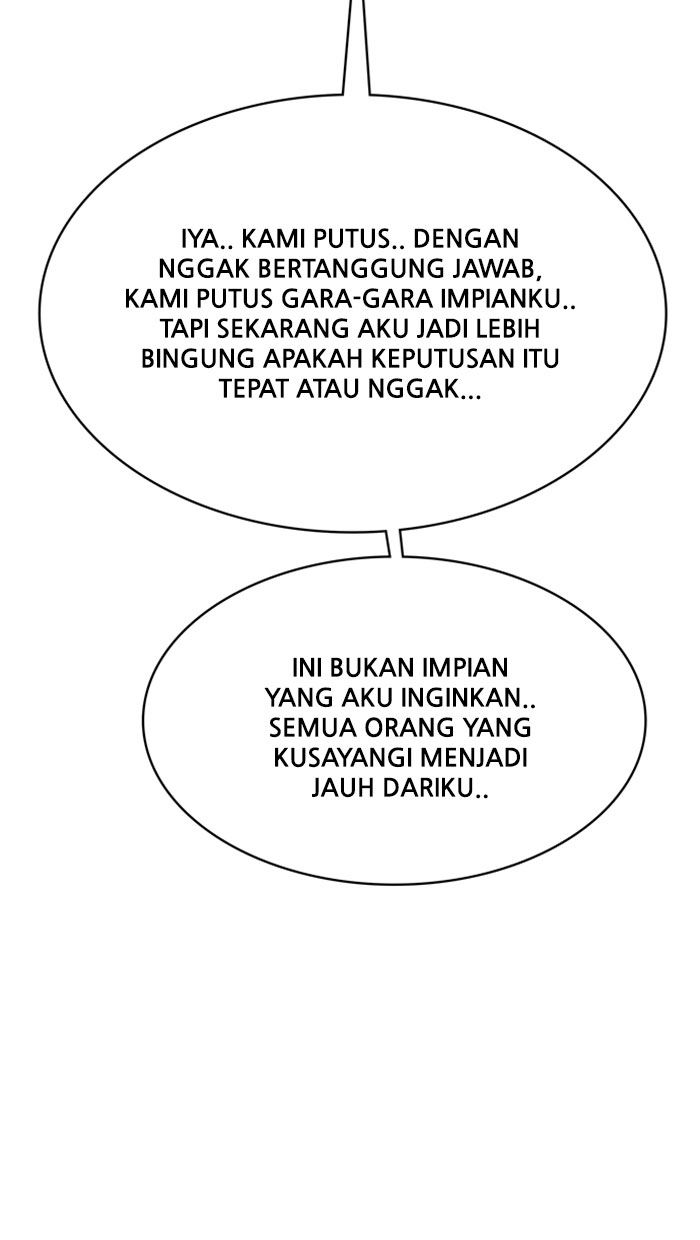 IYA.. KAMI PUTUS.. DENGAN
NGGAK BERTANGGUNG JAWAB,
KAMI PUTUS GARA-GARA IMPIANKU..
TAPI SEKARANG AKU JADI LEBIH
BINGUNG APAKAH KEPUTUSAN ITU
TEPAT ATAU NGGAK...
INI BUKAN IMPIAN
YANG AKU INGINKAN..
SEMUA ORANG YANG
KUSAYANGI MENJADI
JAUH DARIKU..